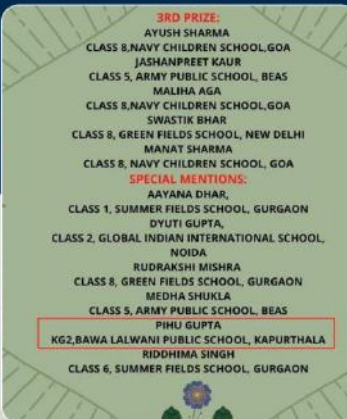 3RD PRIZE:
AYUSH SHARMA
CLASS 8,NAVY CHILDREN SCHOOL,GOA
JASHANPREET KAUR
CLASS 5, ARMY PUBLIC SCHOOL, BEAS
MALIHA AGA
CLASS 8,NAVY CHILDREN SCHOOL,GOA
SWASTIK BHAR
CLASS 8, GREEN FIELDS SCHOOL, NEW DELHI
MANAT SHARMA
CLASS 8, NAVY CHILDREN SCHOOL, GOA
SPECIAL MENTIONS:
AAYANA DHAR,
CLASS 1, SUMMER FIELDS SCHOOL, GURGAON
DYUTI GUPTA,
CLASS 2, GLOBAL INDIAN INTERNATIONAL SCHOOL,
NOIDA
RUDRAKSHI MISHRA
CLASS 8, GREEN FIELDS SCHOOL, GURGAON
MEDHA SHUKLA
CLASS 5, ARMY PUBLIC SCHOOL, BEAS
PIHU GUPTA
KG2,BAWA LALWANI PUBLIC SCHOOL, KAPURTHALA
RIDDHIMA SINGH
CLASS 6, SUMMER FIELDS SCHOOL, GURGAON